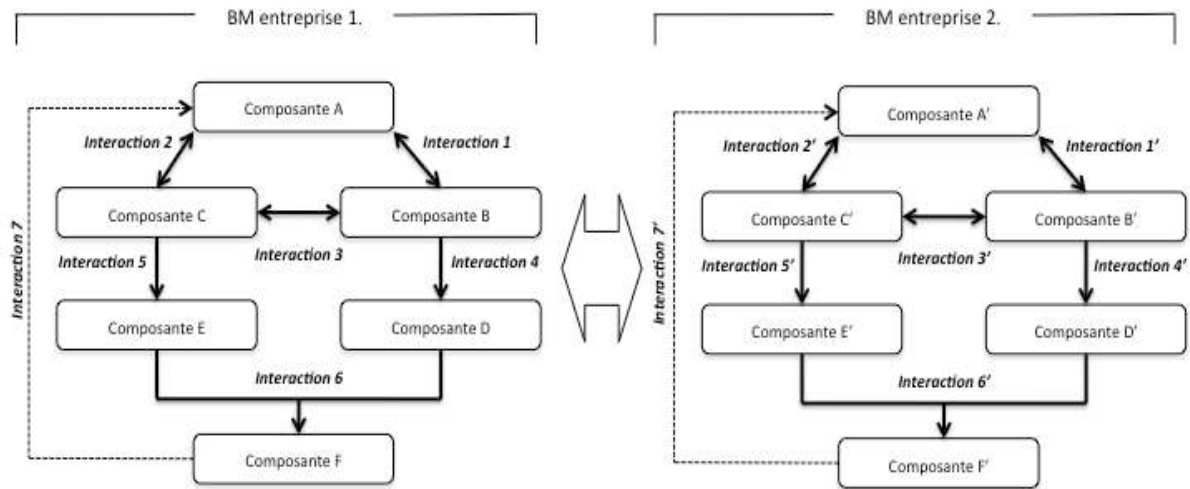 BM entreprise 1.
Composante A
Interaction 2
Interaction 1
Composante C
Composante B
Interaction 3
Interaction 5
Interaction 4
Composante E
Composante D
Interaction 6
Composante F
Interaction 7
BM entreprise 2.
Composante A'
Interaction 2'
Interaction 1'
Composante C'
Composante B'
Interaction 3'
Interaction 5'
Interaction 4'
Composante E'
Composante D'
Interaction 6'
Composante F'
Interaction 7'